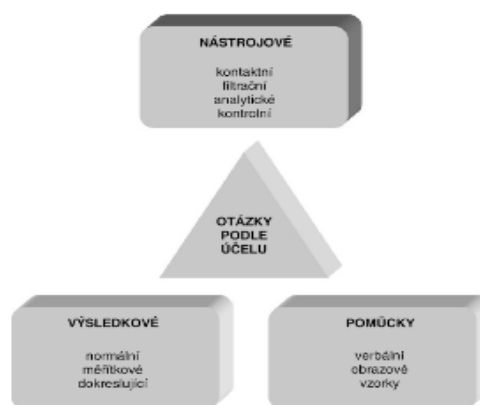 NÁSTROJOVÉ
kontaktní
filtrační
analytické
kontrolní
OTÁZKY
PODLE
ÚČELU
VÝSLEDKOVÉ
normální
měřítkové
dokreslující
POMŮCKY
verbální
obrazové
vzorky